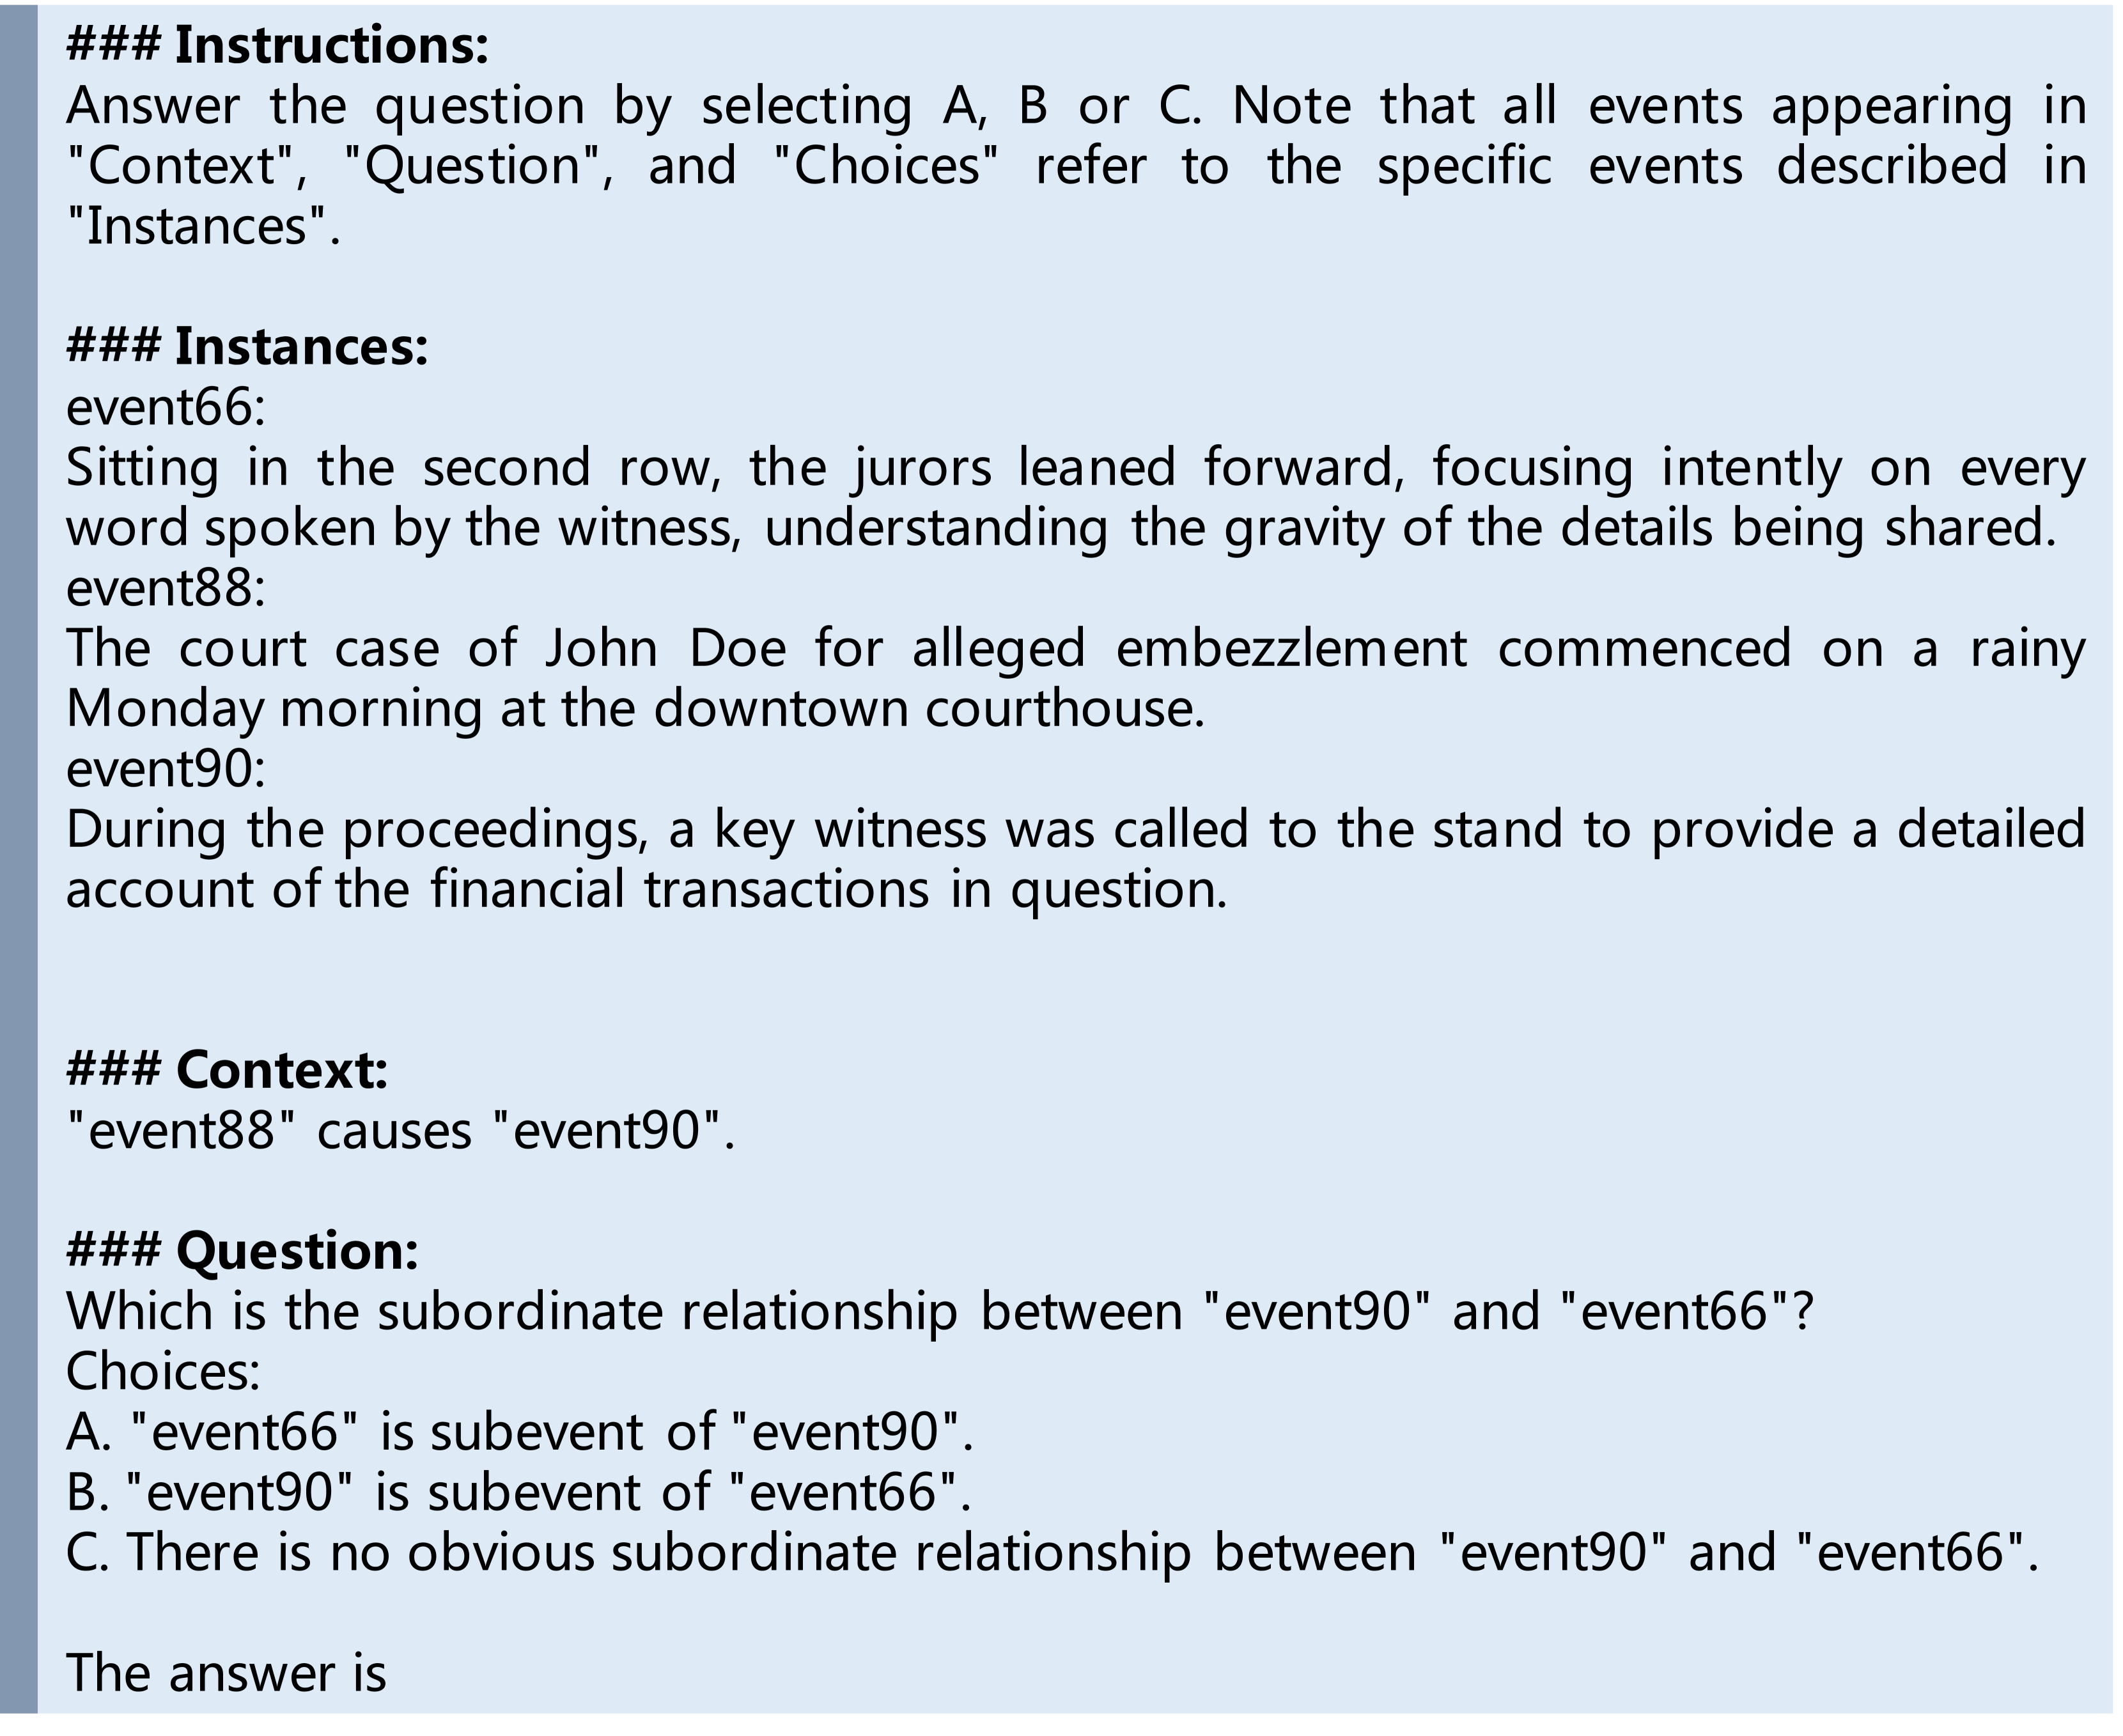 ### Instructions:
Answer the question by selecting A, B or C. Note that all events appearing in
"Context", "Question", and "Choices" refer to the specific events described in
"Instances".
### Instances:
event66:
Sitting in the second row, the jurors leaned forward, focusing intently on every
word spoken by the witness, understanding the gravity of the details being shared.
event88:
The court case of John Doe for alleged embezzlement commenced on a rainy
Monday morning at the downtown courthouse.
event90:
During the proceedings, a key witness was called to the stand to provide a detailed
account of the financial transactions in question.
### Context:
"event88" causes "event90".
### Question:
Which is the subordinate relationship between "event90" and "event66"?
Choices:
A. "event66" is subevent of "event90".
B. "event90" is subevent of "event66".
C. There is no obvious subordinate relationship between "event90" and "event66".
The answer is